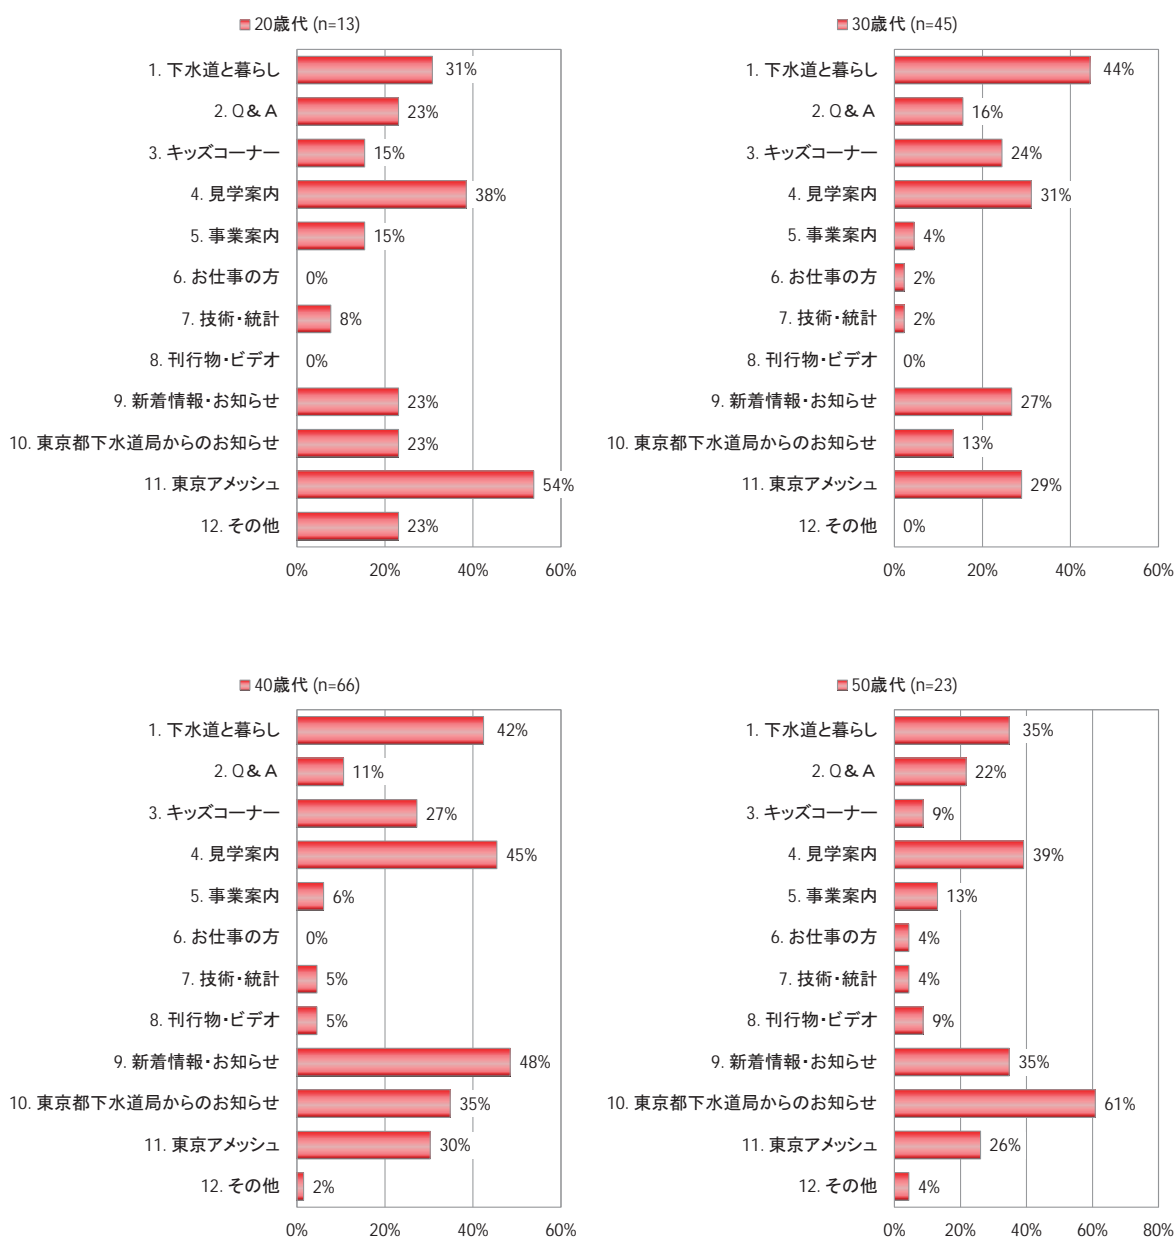 20歳代 (n=13)
1. 下水道と暮らし 31%
2. Q&A 23%
3. キッズコーナー 15%
4. 見学案内 38%
5. 事業案内 15%
6. お仕事の方 0%
7. 技術・統計 8%
8. 刊行物・ビデオ 0%
9. 新着情報・お知らせ 23%
10. 東京都下水道局からのお知らせ 23%
11. 東京アメッシュ 54%
12. その他 23%
0% 20% 40% 60%
30歳代 (n=45)
1. 下水道と暮らし 44%
2. Q&A 16%
3. キッズコーナー 24%
4. 見学案内 31%
5. 事業案内 4%
6. お仕事の方 2%
7. 技術・統計 2%
8. 刊行物・ビデオ 0%
9. 新着情報・お知らせ 27%
10. 東京都下水道局からのお知らせ 13%
11. 東京アメッシュ 29%
12. その他 0%
0% 20% 40% 60%
40歳代 (n=66)
1. 下水道と暮らし 42%
2. Q&A 11%
3. キッズコーナー 27%
4. 見学案内 45%
5. 事業案内 6%
6. お仕事の方 0%
7. 技術・統計 5%
8. 刊行物・ビデオ 5%
9. 新着情報・お知らせ 48%
10. 東京都下水道局からのお知らせ 35%
11. 東京アメッシュ 30%
12. その他 2%
0% 20% 40% 60%
50歳代 (n=23)
1. 下水道と暮らし 35%
2. Q&A 22%
3. キッズコーナー 9%
4. 見学案内 39%
5. 事業案内 13%
6. お仕事の方 4%
7. 技術・統計 4%
8. 刊行物・ビデオ 9%
9. 新着情報・お知らせ 35%
10. 東京都下水道局からのお知らせ 61%
11. 東京アメッシュ 26%
12. その他 4%
0% 20% 40% 60% 80%